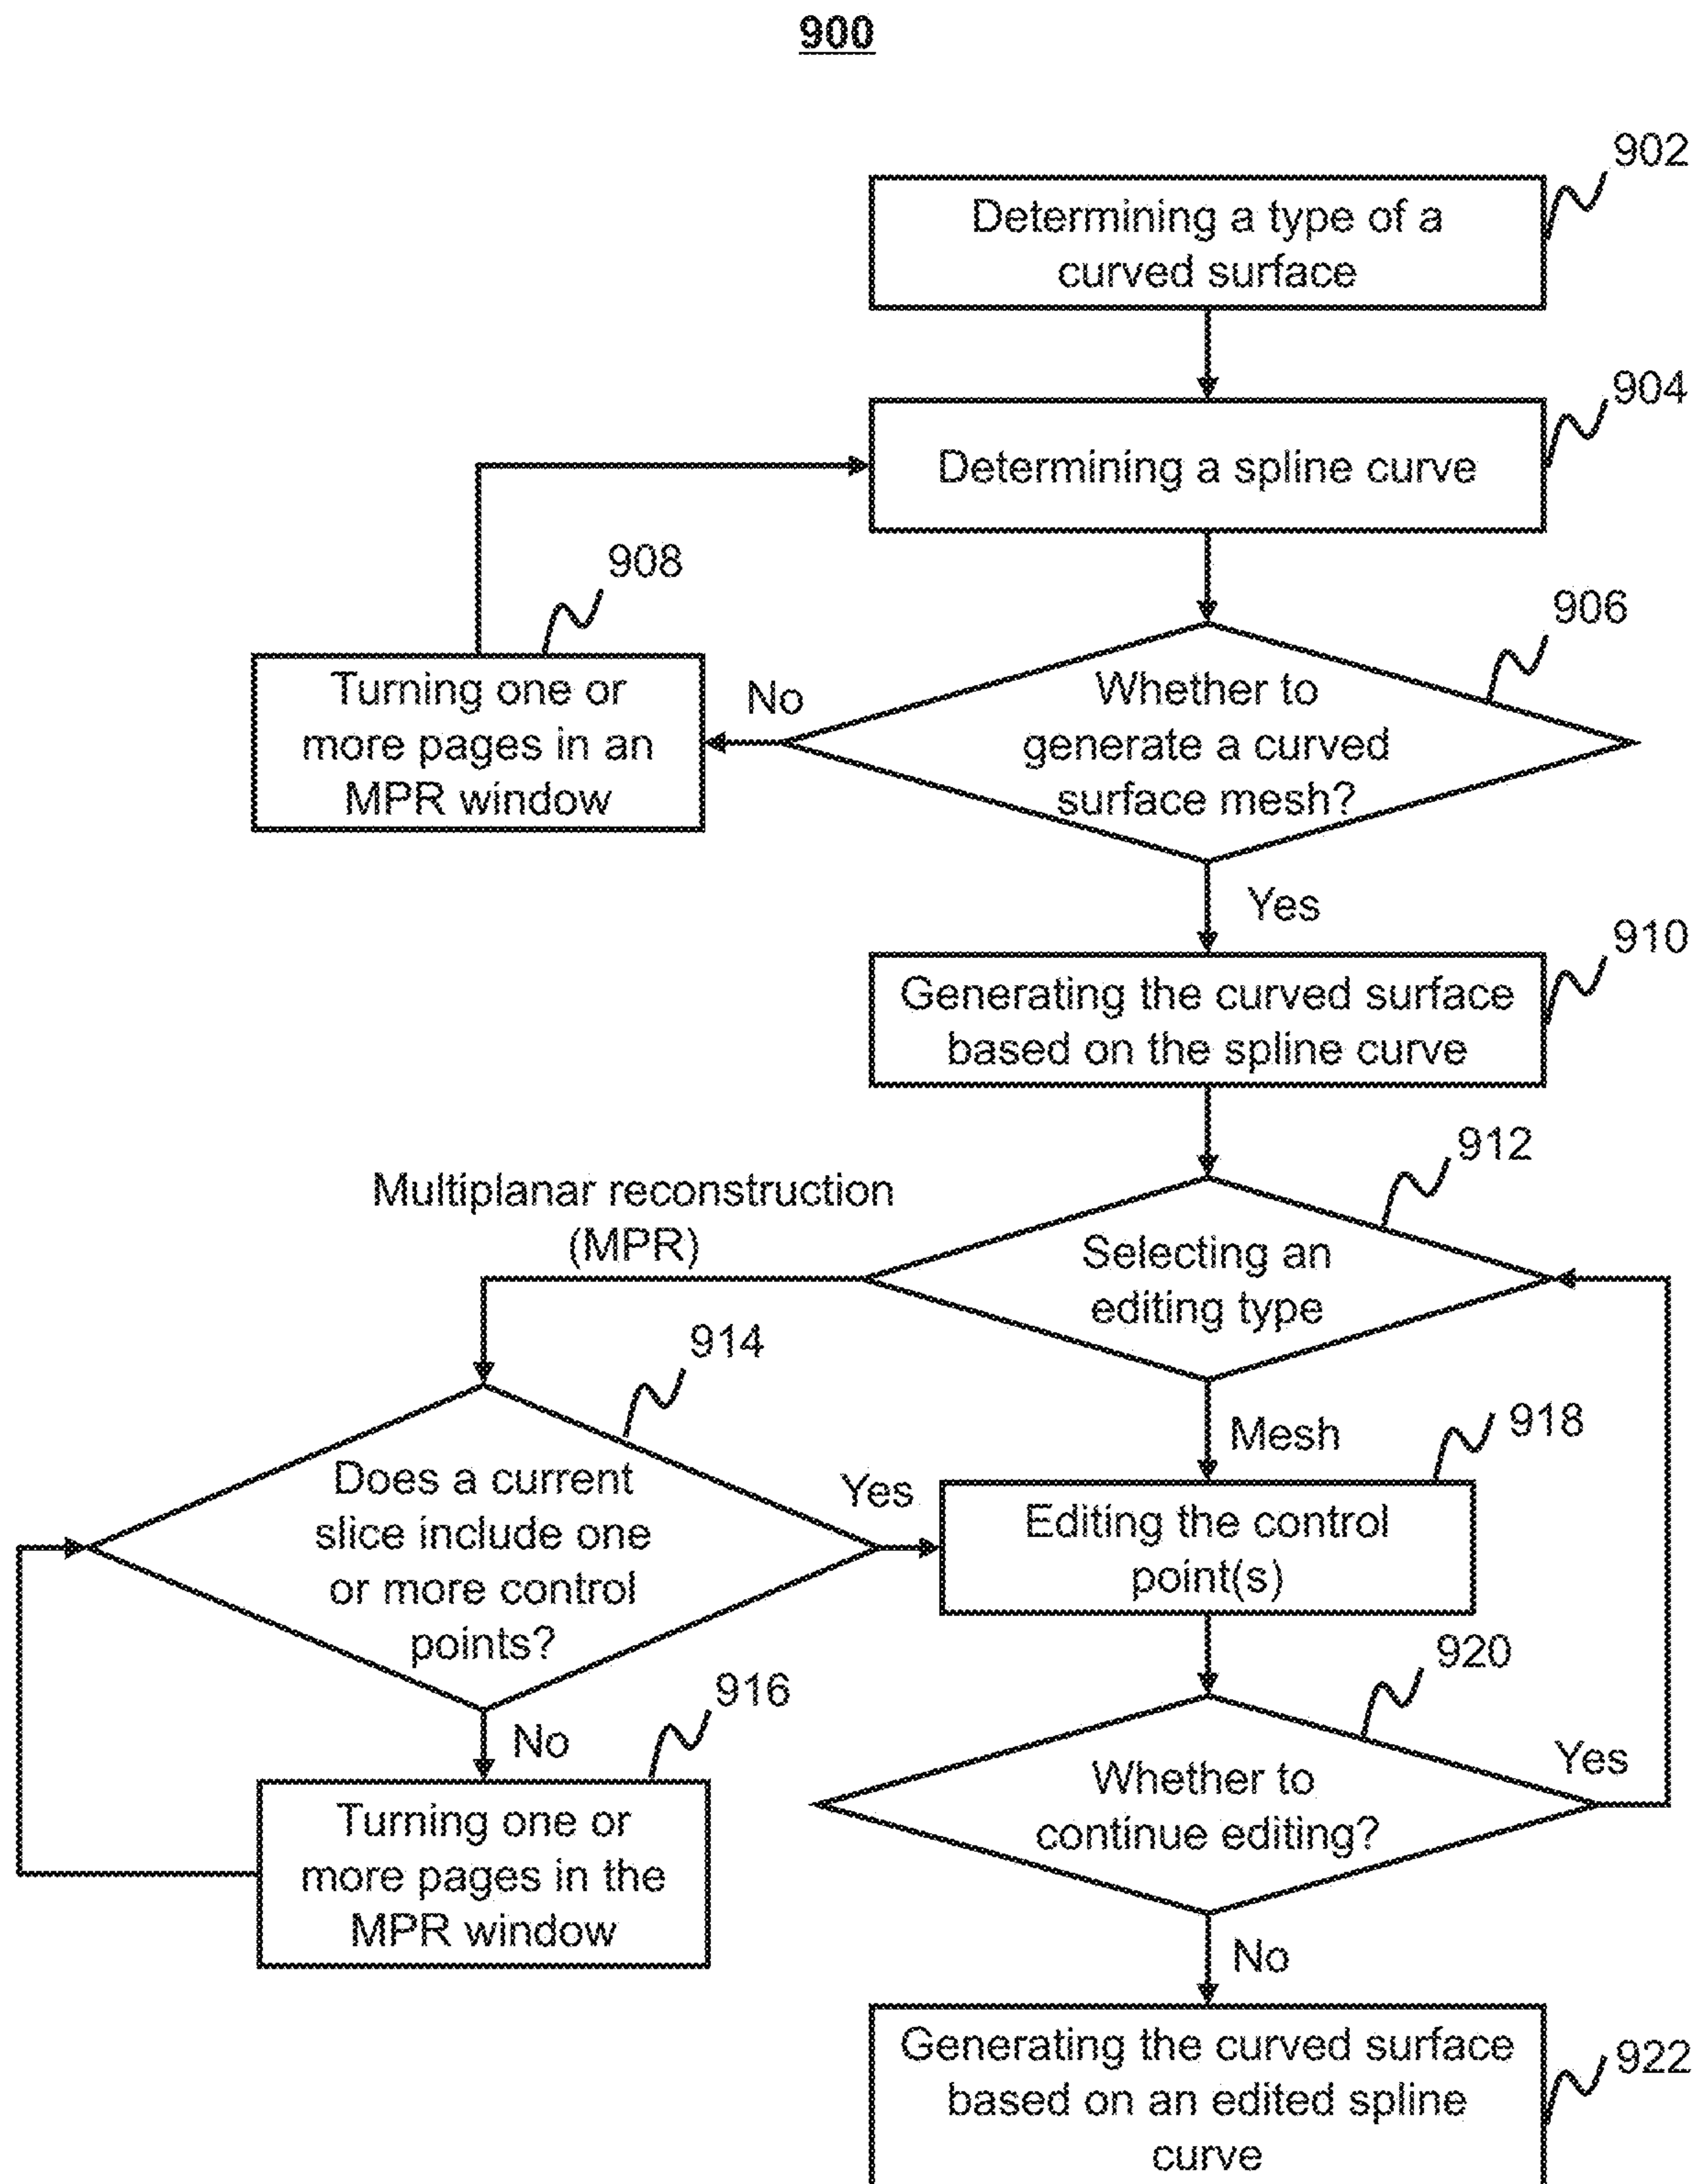 900
902
Determining a type of a
curved surface
904
Determining a spline curve
908
906
Turning one or
more pages in an
MPR window
No
Whether to
generate a curved
surface mesh?
Yes
910
Generating the curved surface
based on the spline curve
912
Multiplanar reconstruction
(MPR)
Selecting an
editing type
914
Mesh
918
Does a current
slice include one
or more control
points?
Yes
Editing the control
point(s)
920
916
No
Yes
Whether to
continue editing?
Turning one or
more pages in the
MPR window
No
Generating the curved surface
based on an edited spline
curve
922